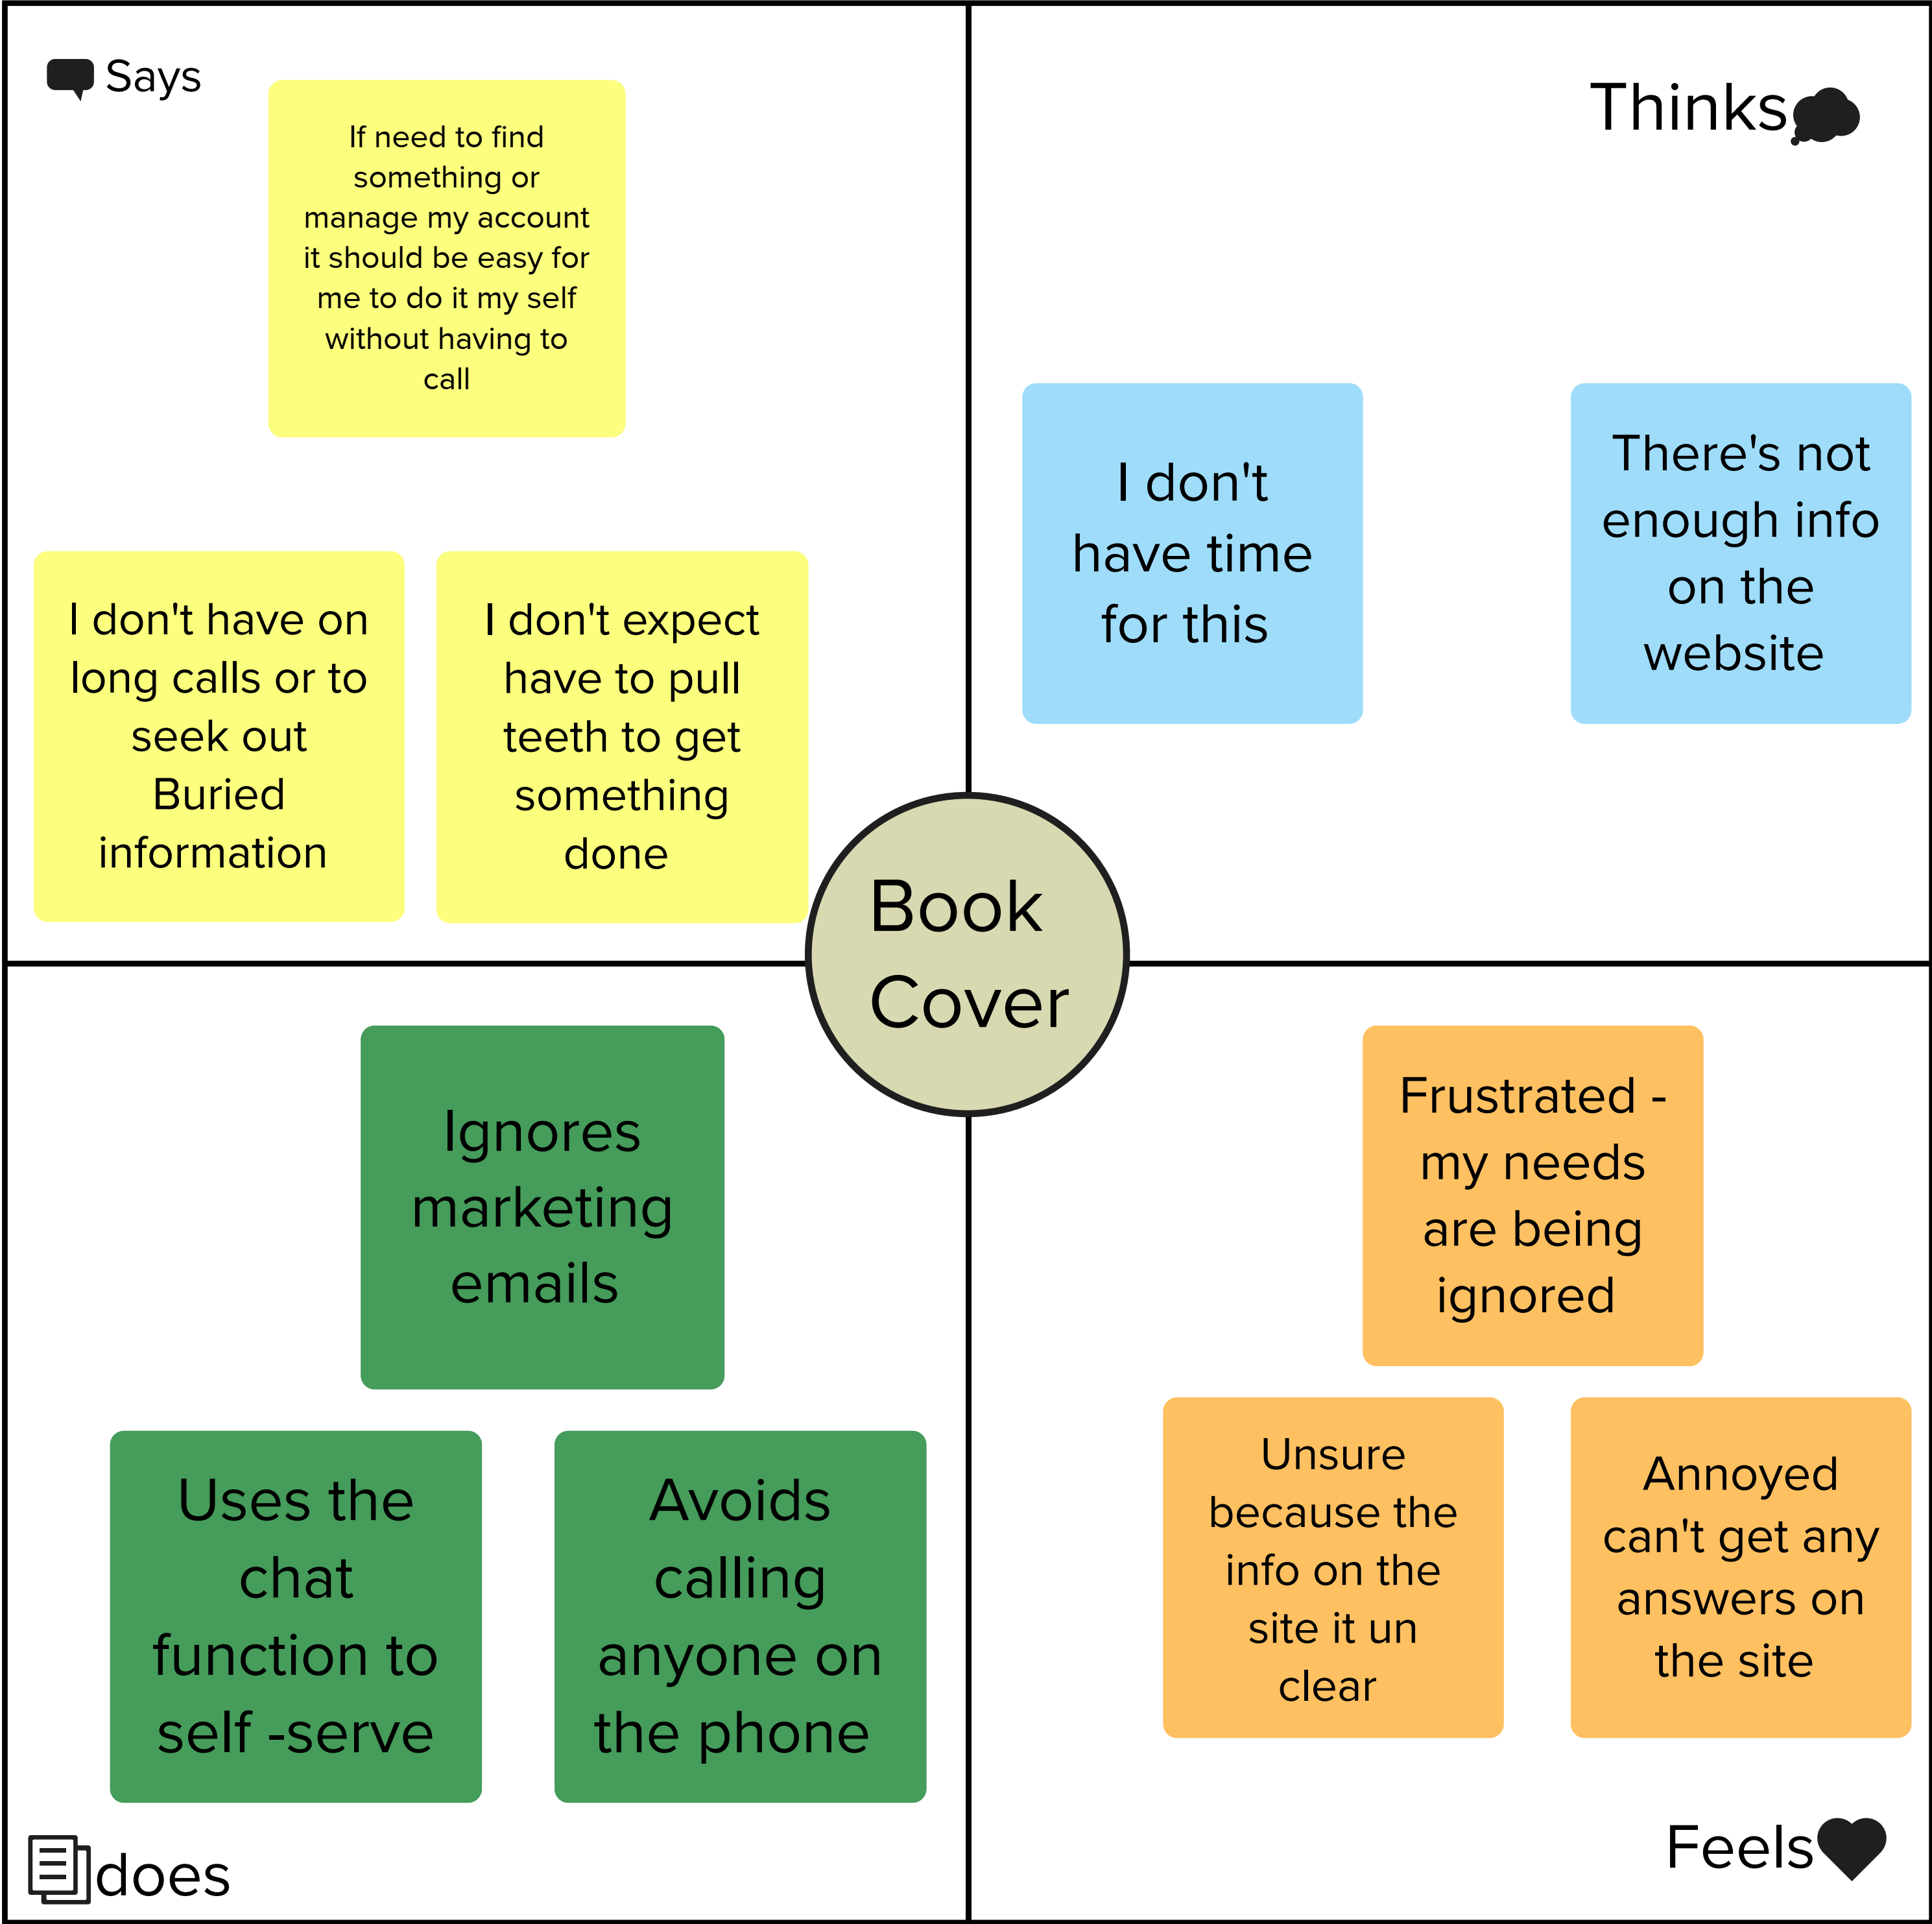 Says
If need to find
something or
manage my account
it should be easy for
me to do it my self
without having to
call
I don't have on
long calls or to
seek out
Buried
information
I don't expect
have to pull
teeth to get
something
done
Thinks
I don't
have time
for this
There's not
enough info
on the
website
Book
Cover
Ignores
marketing
emails
Uses the
chat
function to
self -serve
Avoids
calling
anyone on
the phone
does
Frustrated -
my needs
are being
ignored
Unsure
because the
info on the
site it un
clear
Annoyed
can't get any
answers on
the site
Feels